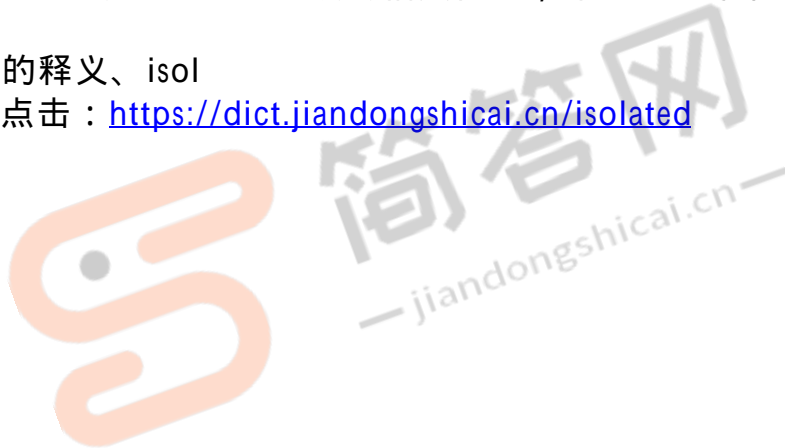 的释义、isol
点击：https://dict.jiandongshicai.cn/isolated
简答网
jiandongshicai.cn